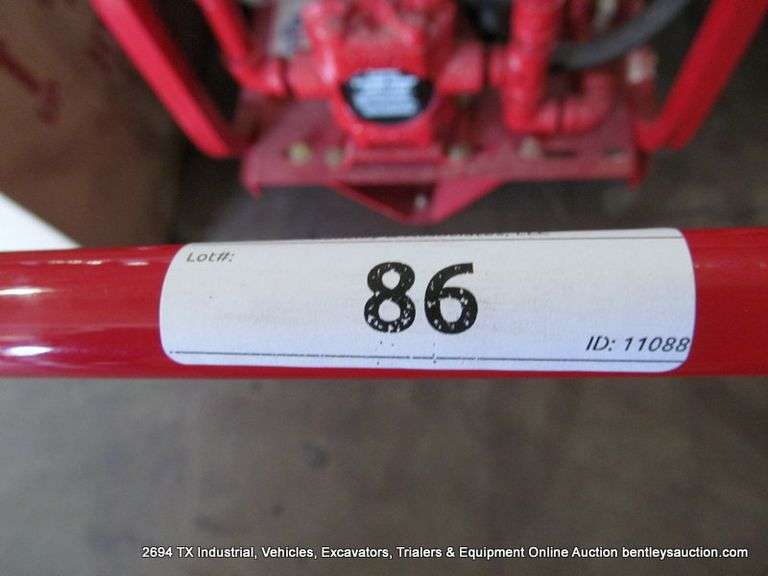 Lot#:
86
ID: 11088
2694 TX Industrial, Vehicles, Excavators, Trialers & Equipment Online Auction bentleysauction.com